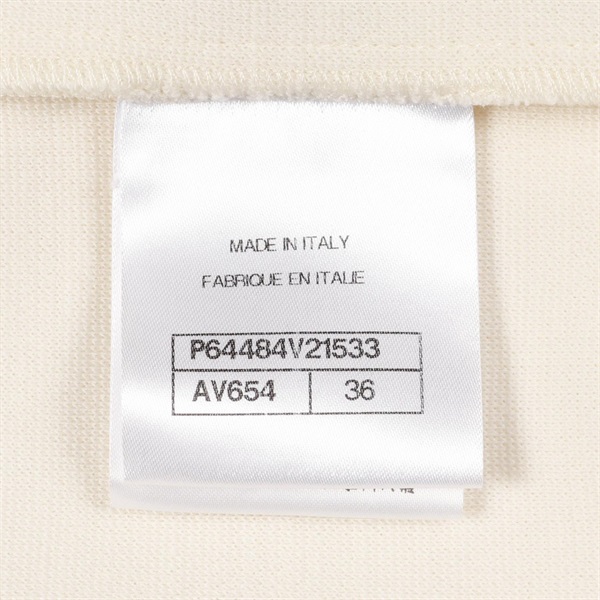 MADE IN ITALY
FABRIQUE EN ITALIE
P64484V21533
AV654 36